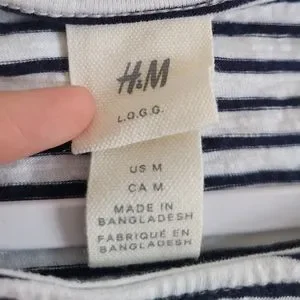 H&M
L.O.G.G.
US M
CA M
MADE IN
BANGLADESH
FABRIQUÉ EN
BANGLADESH